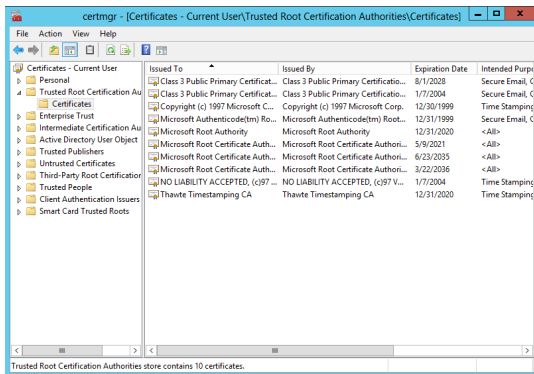 certmgr - [Certificates - Current User\Trusted Root Certification Authorities\Certificates]
File Action View Help
Certificates - Current User
Personal
Trusted Root Certification Au
Certificates
Enterprise Trust
Intermediate Certification Au
Active Directory User Object
Trusted Publishers
Untrusted Certificates
Third-Party Root Certification
Trusted People
Client Authentication Issuers
Smart Card Trusted Roots
Issued To Issued By Expiration Date Intended Purpo
Class 3 Public Primary Certificat... Class 3 Public Primary Certificatio... 8/1/2028 Secure Email, C
Class 3 Public Primary Certificat... Class 3 Public Primary Certificatio... 1/7/2004 Secure Email, C
Copyright (c) 1997 Microsoft C... Copyright (c) 1997 Microsoft Corp. 12/30/1999 Time Stamping
Microsoft Authenticode(tm) Ro... Microsoft Authenticode(tm) Root... 12/31/1999 Secure Email, C
Microsoft Root Authority Microsoft Root Authority 12/31/2020 <All>
Microsoft Root Certificate Auth... Microsoft Root Certificate Authori... 5/9/2021 <All>
Microsoft Root Certificate Auth... Microsoft Root Certificate Authori... 6/23/2035 <All>
Microsoft Root Certificate Auth... Microsoft Root Certificate Authori... 3/22/2036 <All>
NO LIABILITY ACCEPTED, (c)97 ... NO LIABILITY ACCEPTED, (c)97 V... 1/7/2004 Time Stamping
Thawte Timestamping CA Thawte Timestamping CA 12/31/2020 Time Stamping
Trusted Root Certification Authorities store contains 10 certificates.